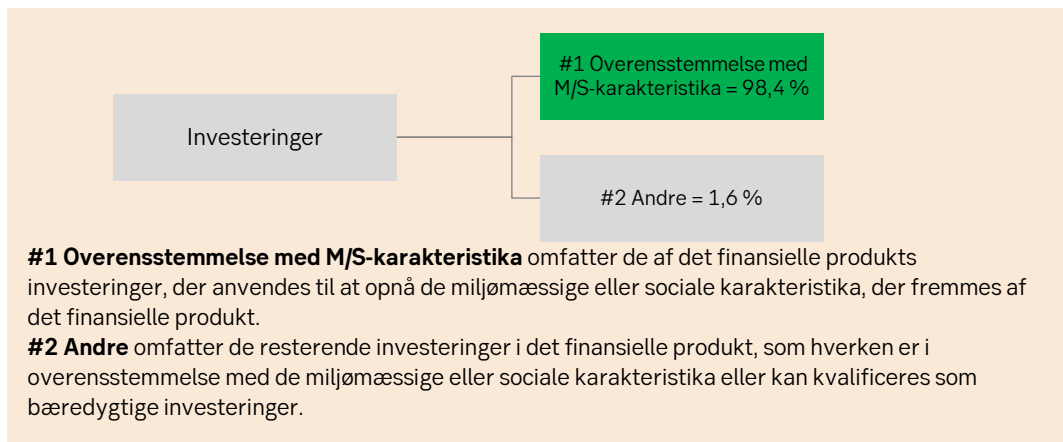 #1 Overensstemmelse med
M/S-karakteristika = 98,4 %
Investeringer
#2 Andre = 1,6 %
#1 Overensstemmelse med M/S-karakteristika omfatter de af det finansielle produkts
investeringer, der anvendes til at opnå de miljømæssige eller sociale karakteristika, der fremmes af
det finansielle produkt.
#2 Andre omfatter de resterende investeringer i det finansielle produkt, som hverken er i
overensstemmelse med de miljømæssige eller sociale karakteristika eller kan kvalificeres som
bæredygtige investeringer.